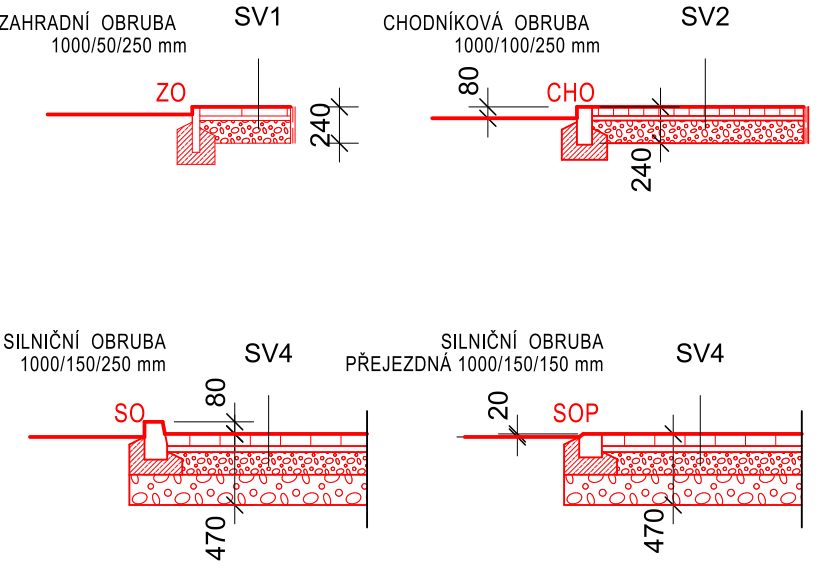 ZAHRADNÍ OBRUBA
1000/50/250 mm
SV1
ZO
240
CHODNÍKOVÁ OBRUBA
1000/100/250 mm
SV2
80
CHO
240
SILNIČNÍ OBRUBA
1000/150/250 mm
SV4
SO
80
470
SILNIČNÍ OBRUBA
PŘEJEZDNÁ 1000/150/150 mm
SV4
20
SOP
470